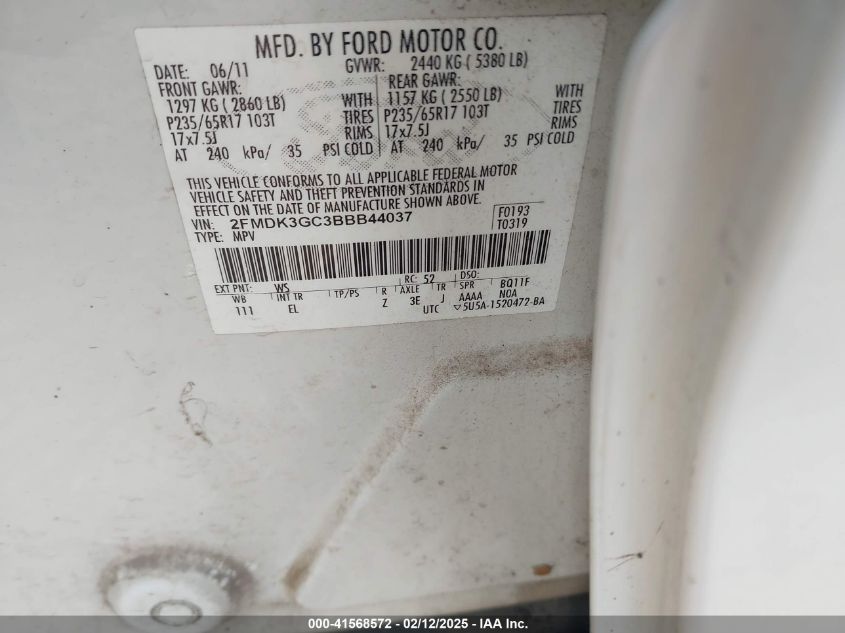 MFD. BY FORD MOTOR CO.
DATE: 06/11 GVWR: 2440 KG ( 5380 LB)
FRONT GAWR: REAR GAWR:
1297 KG ( 2860 LB) WITH 1157 KG ( 2550 LB) WITH
P235/65R17 103T TIRES P235/65R17 103T TIRES
17x7.5J RIMS 17x7.5J RIMS
AT 240 kPa/ 35 PSI COLD AT 240 kPa/ 35 PSI COLD
THIS VEHICLE CONFORMS TO ALL APPLICABLE FEDERAL MOTOR
VEHICLE SAFETY AND THEFT PREVENTION STANDARDS IN
EFFECT ON THE DATE OF MANUFACTURE SHOWN ABOVE.
VIN: 2FMDK3GC3BBB44037 F0193
TYPE: MPV T0319
EXT PNT: WS RC: 52 DSO:
WB INT TR TP/PS R AXLE TR SPR BQ11F
111 EL Z 3E J AAAA NOA
UTC ▽5U5A-1520472-BA
000-41568572 / 02/12/2025 - IAA Inc.